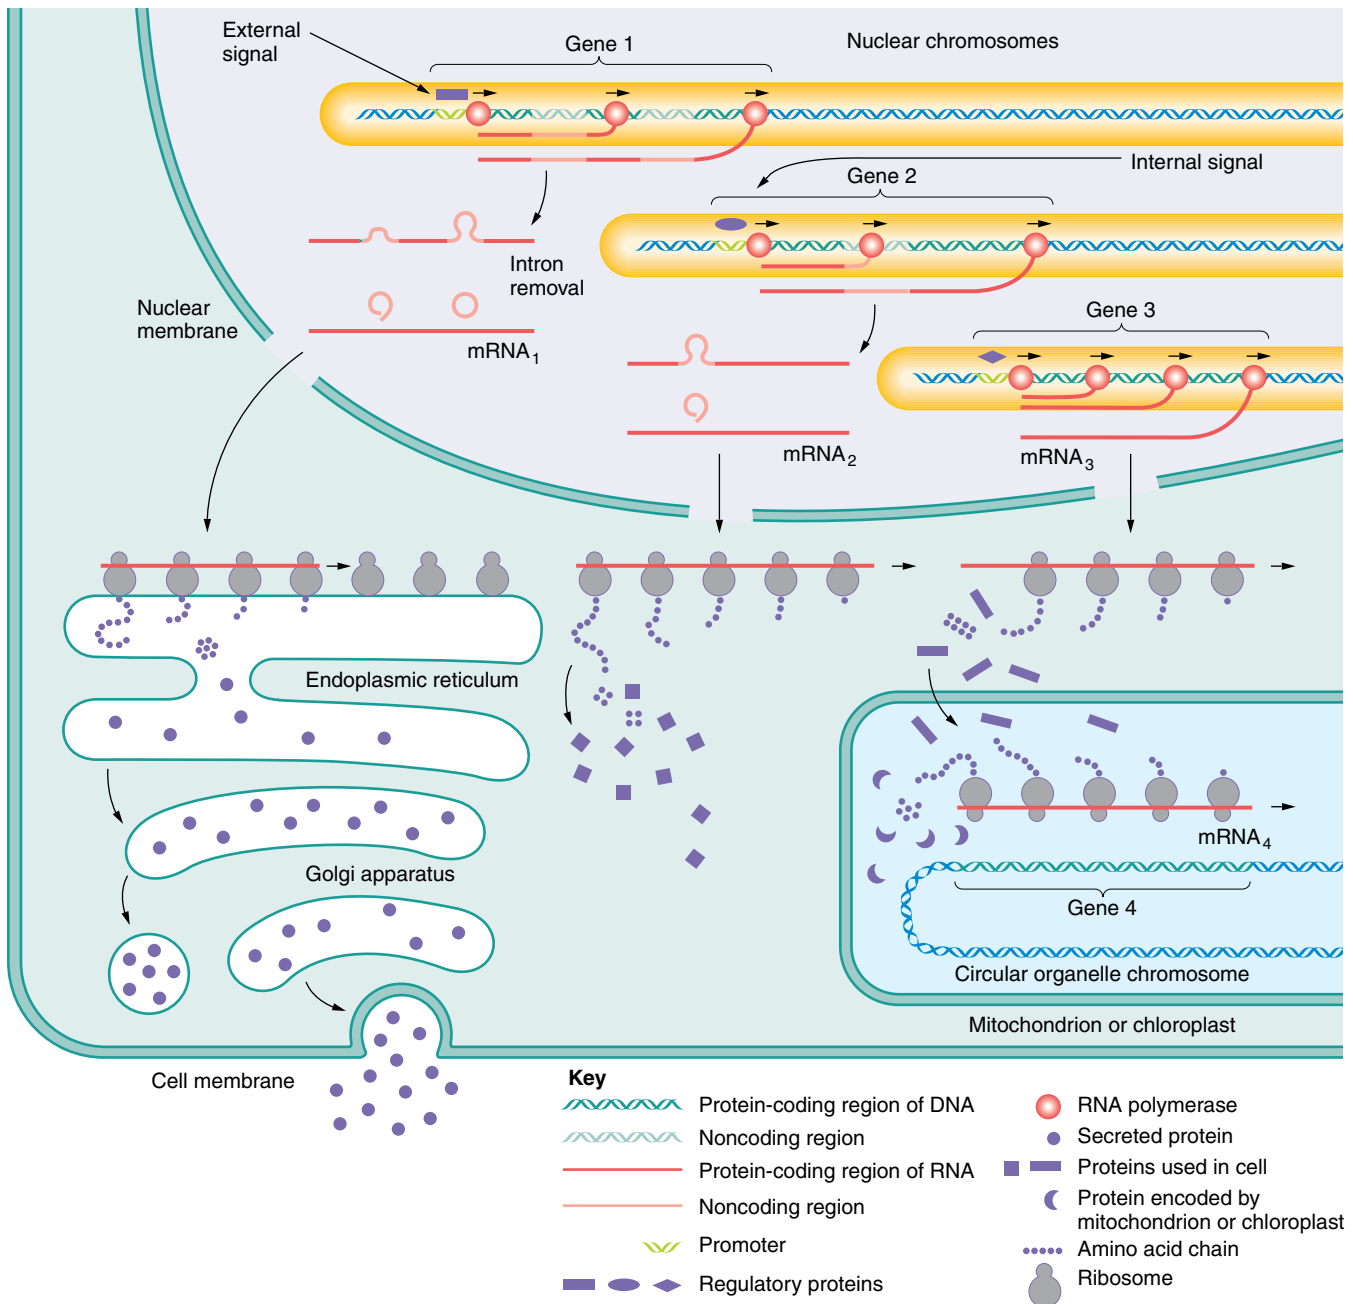 External
signal
Gene 1
Nuclear chromosomes
Internal signal
Gene 2
Intron
removal
Nuclear
membrane
mRNA1
Gene 3
mRNA2
mRNA3
Endoplasmic reticulum
mRNA4
Golgi apparatus
Gene 4
Circular organelle chromosome
Mitochondrion or chloroplast
Cell membrane
Key
Protein-coding region of DNA
Noncoding region
Protein-coding region of RNA
Noncoding region
Promoter
Regulatory proteins
RNA polymerase
Secreted protein
Proteins used in cell
Protein encoded by
mitochondrion or chloroplast
Amino acid chain
Ribosome